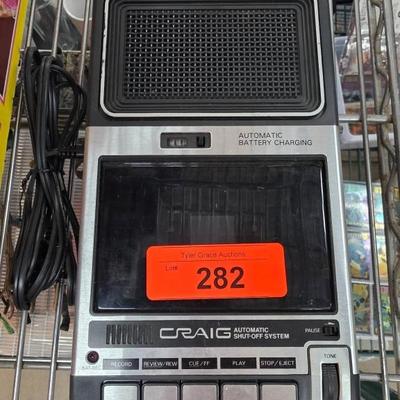 AUTOMATIC
BATTERY CHARGING
Tyler Grace Auctions
Lot#
282
CRAIG AUTOMATIC
SHUT-OFF SYSTEM
PAUSE
RECORD REVIEW/REW CUE/FF PLAY STOP/EJECT
TONE